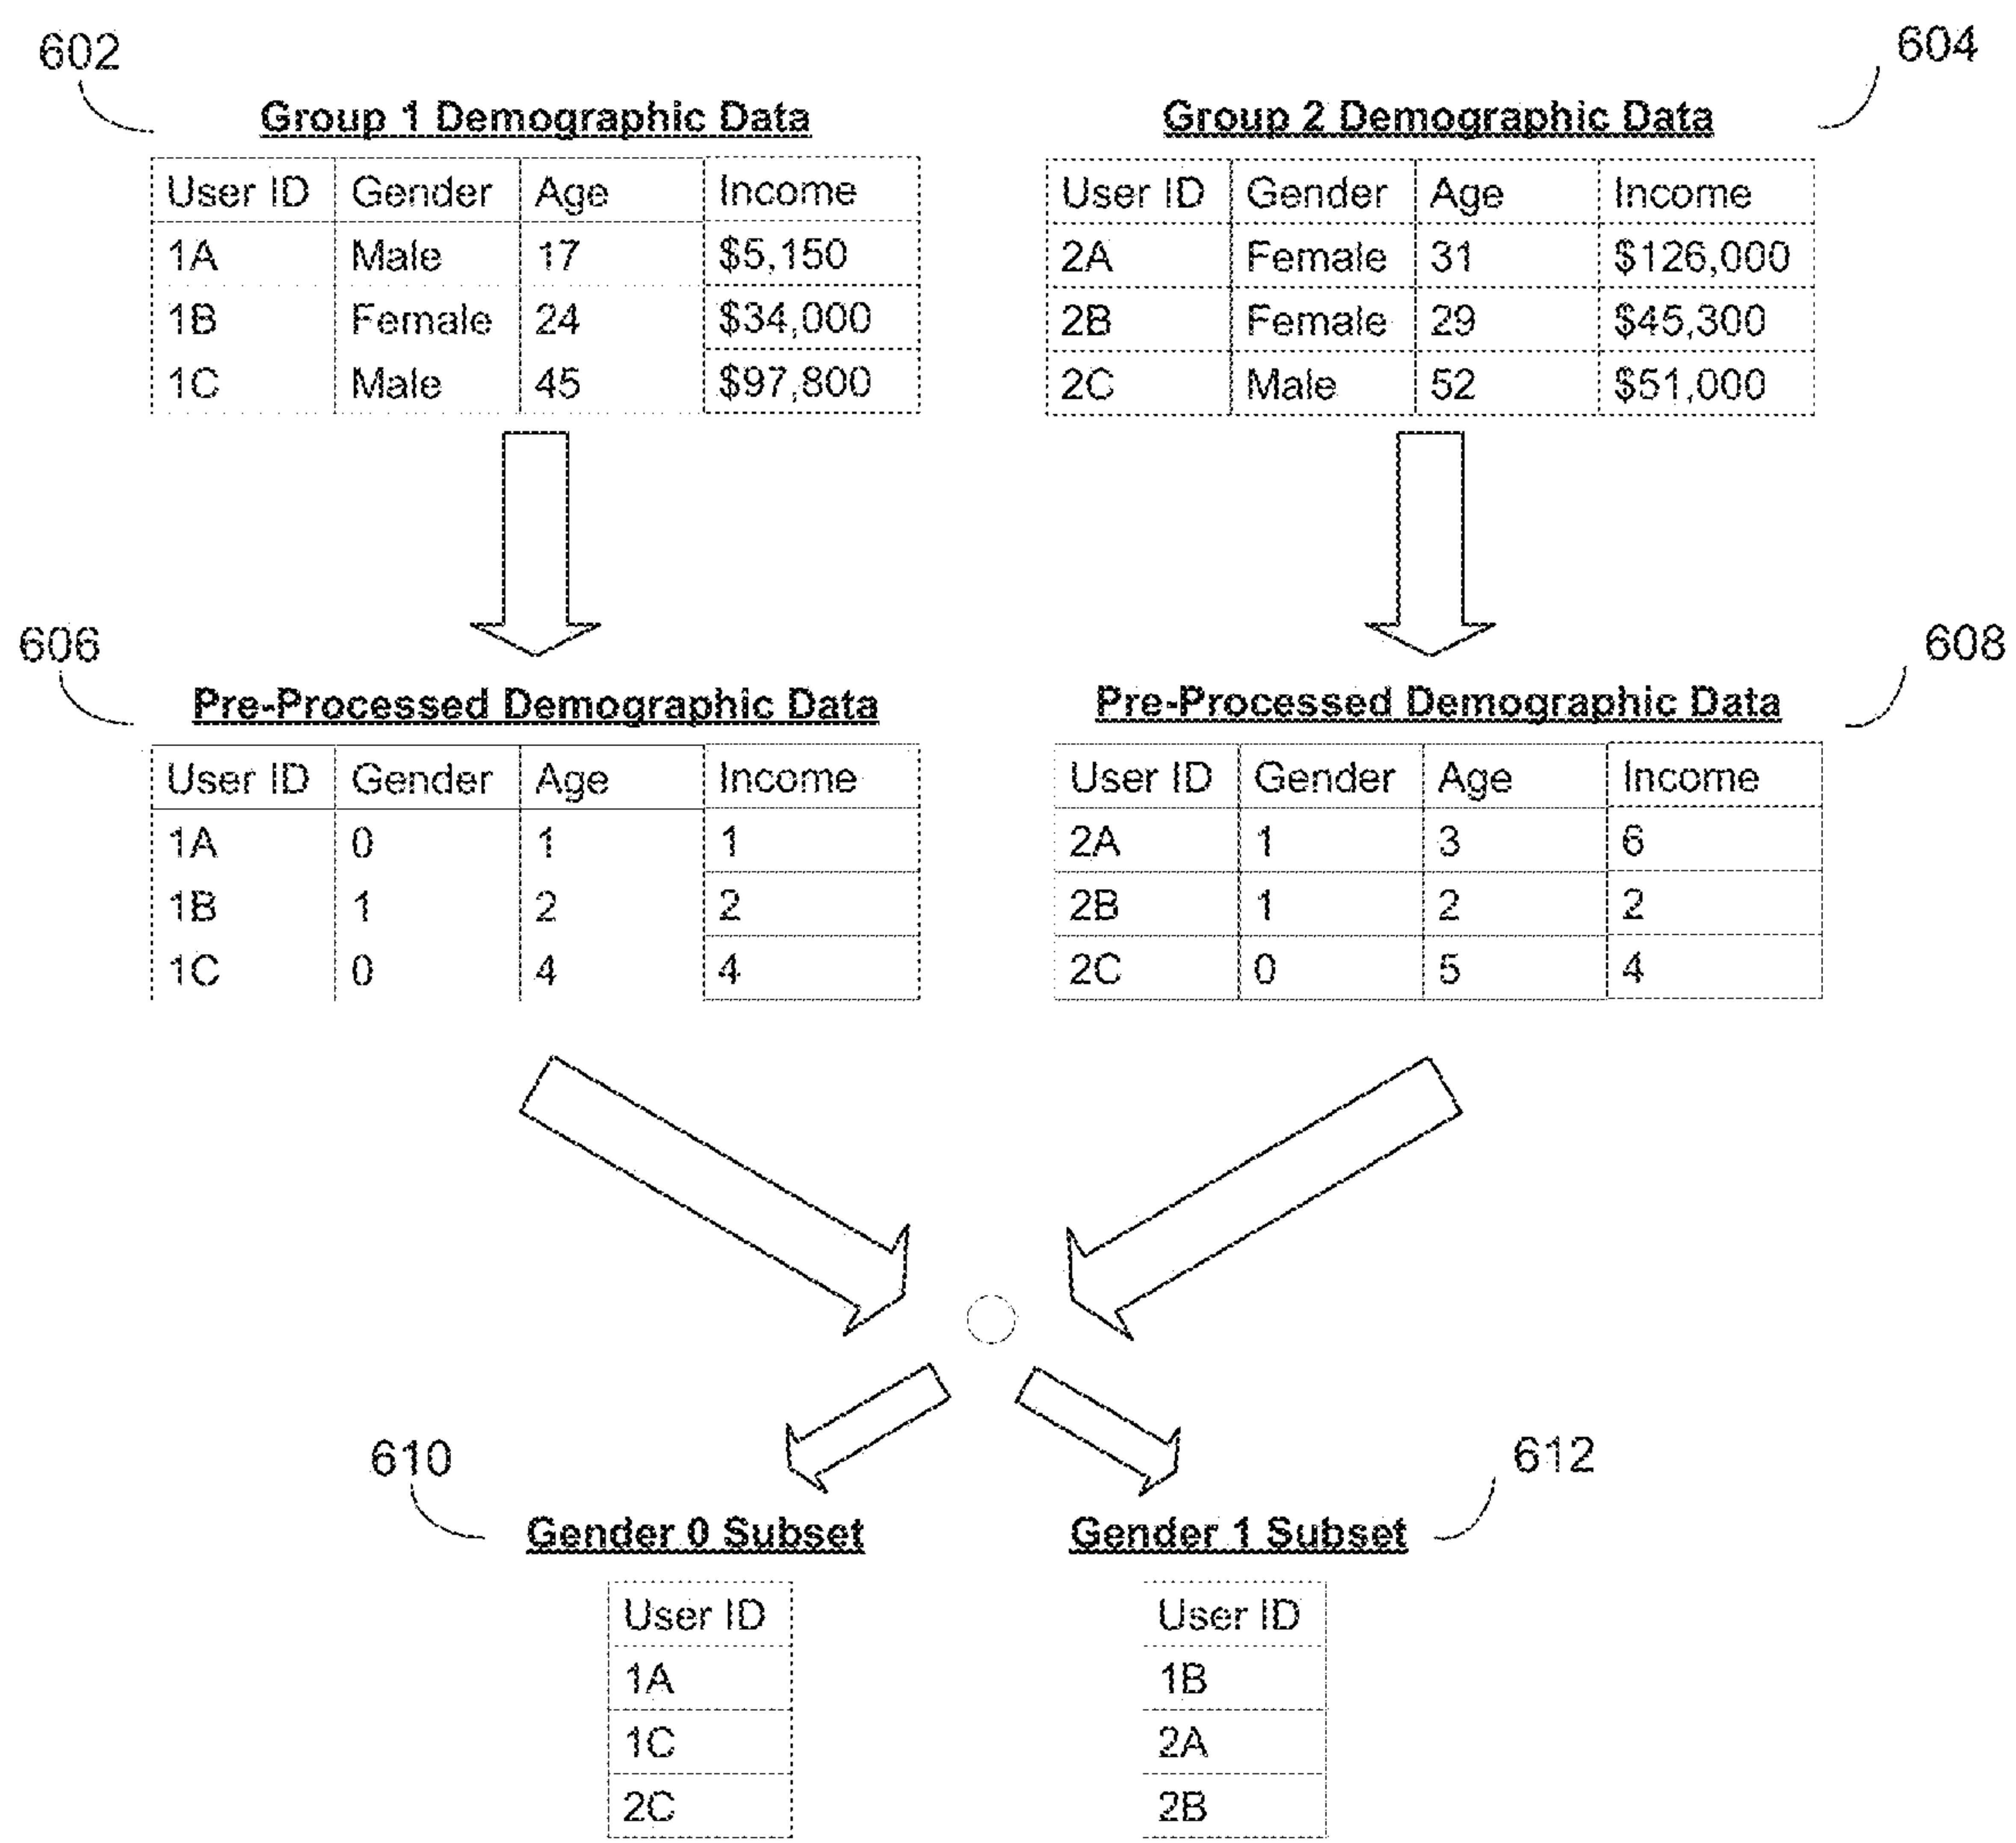 602
604
Group 1 Demographic Data
Group 2 Demographic Data
User ID Gender Age Income
1A Male 17 $5,150
1B Female 24 $34,000
1C Male 45 $97,800
User ID Gender Age Income
2A Female 31 $126,000
2B Female 29 $45,300
2C Male 52 $51,000
606
608
Pre-Processed Demographic Data
Pre-Processed Demographic Data
User ID Gender Age Income
1A 0 1 1
1B 1 2 2
1C 0 4 4
User ID Gender Age Income
2A 1 3 6
2B 1 2 2
2C 0 5 4
610
612
Gender 0 Subset
Gender 1 Subset
User ID
1A
1C
2C
User ID
1B
2A
2B